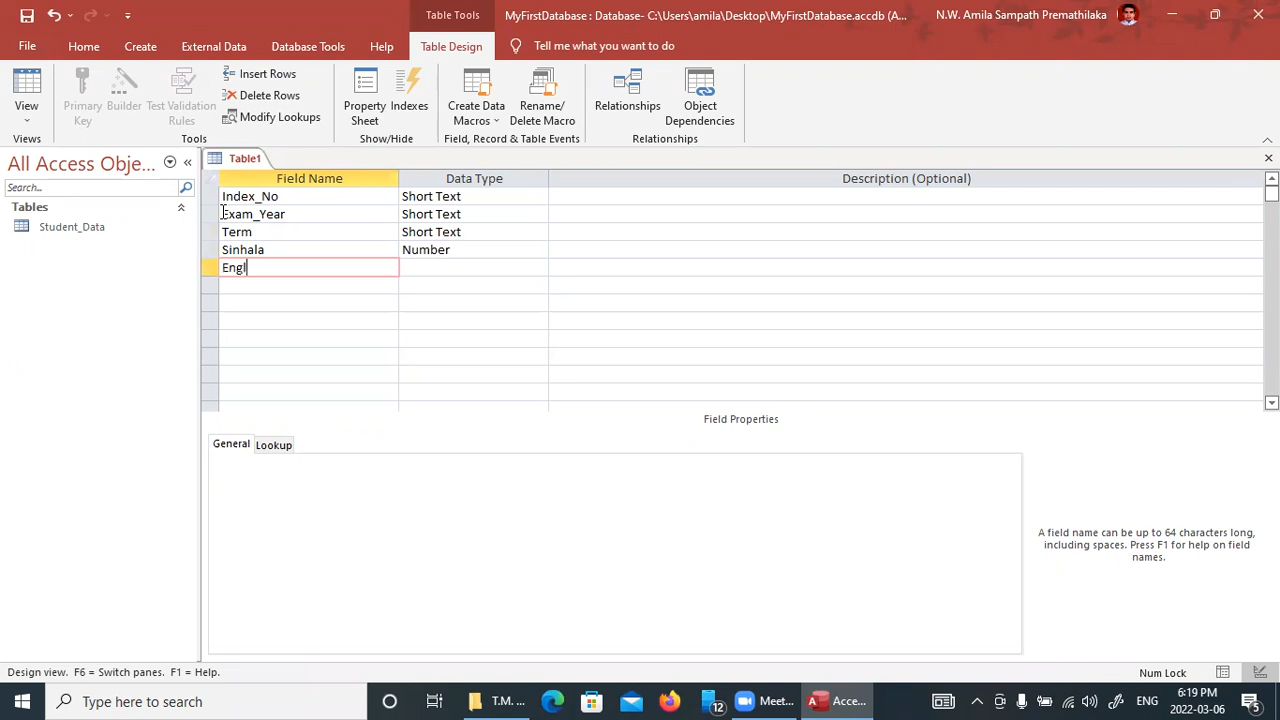 Table Tools
MyFirstDatabase : Database- C:\Users\amila\Desktop\MyFirstDatabase.accdb (A...
N.W. Amila Sampath Premathilaka
File
Home
Create
External Data
Database Tools
Help
Table Design
Tell me what you want to do
View
Primary Key
Builder
Test Validation Rules
Insert Rows
Delete Rows
Modify Lookups
Property Sheet
Indexes
Create Data Macros
Rename/ Delete Macro
Relationships
Object Dependencies
Views
Tools
Show/Hide
Field, Record & Table Events
Relationships
All Access Obje...
Search...
Tables
Student_Data
Table1
Field Name Data Type Description (Optional)
Index_No Short Text
Exam_Year Short Text
Term Short Text
Sinhala Number
Engl
Field Properties
General Lookup
A field name can be up to 64 characters long,
including spaces. Press F1 for help on field
names.
Design view. F6 = Switch panes. F1 = Help.
Num Lock
Type here to search
T.M. ...
12
Meet...
Acce...
ENG
6:19 PM
2022-03-06
5